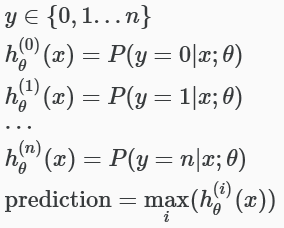 y ∈ {0, 1...n}
h_θ^{(0)}(x) = P(y = 0|x; θ)
h_θ^{(1)}(x) = P(y = 1|x; θ)
⋯
h_θ^{(n)}(x) = P(y = n|x; θ)
prediction = max_i(h_θ^{(i)}(x))